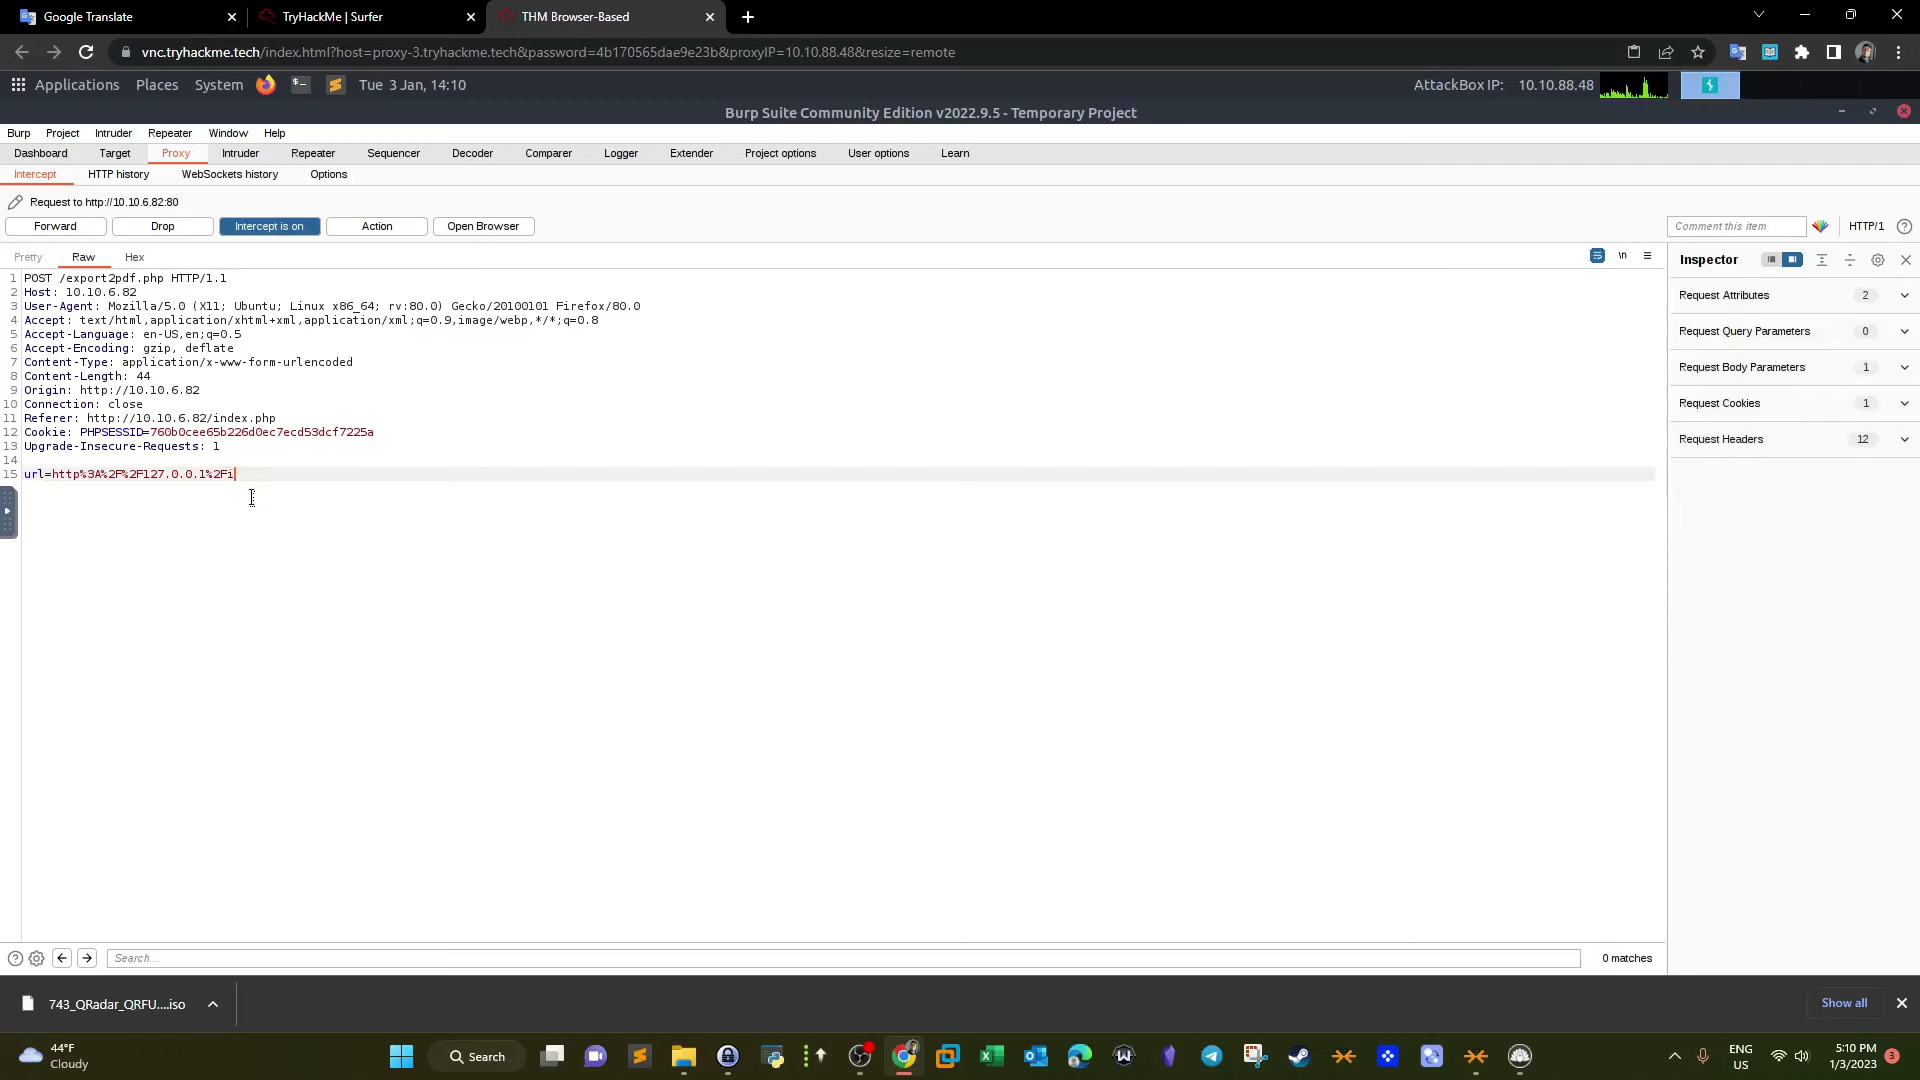 Google Translate
TryHackMe | Surfer
THM Browser-Based
vnc.tryhackme.tech/index.html?host=proxy-3.tryhackme.tech&password=4b170565dae9e23b&proxyIP=10.10.88.48&resize=remote
Applications Places System Tue 3 Jan, 14:10 AttackBox IP: 10.10.88.48
Burp Suite Community Edition v2022.9.5 - Temporary Project
Burp Project Intruder Repeater Window Help
Dashboard Target Proxy Intruder Repeater Sequencer Decoder Comparer Logger Extender Project options User options Learn
Intercept HTTP history WebSockets history Options
Request to http://10.10.6.82:80
Forward Drop Intercept is on Action Open Browser Comment this item HTTP/1
Pretty Raw Hex \n
1 POST /export2pdf.php HTTP/1.1
2 Host: 10.10.6.82
3 User-Agent: Mozilla/5.0 (X11; Ubuntu; Linux x86_64; rv:80.0) Gecko/20100101 Firefox/80.0
4 Accept: text/html,application/xhtml+xml,application/xml;q=0.9,image/webp,*/*;q=0.8
5 Accept-Language: en-US,en;q=0.5
6 Accept-Encoding: gzip, deflate
7 Content-Type: application/x-www-form-urlencoded
8 Content-Length: 44
9 Origin: http://10.10.6.82
10 Connection: close
11 Referer: http://10.10.6.82/index.php
12 Cookie: PHPSESSID=760b0cee65b226d0ec7ecd53dcf7225a
13 Upgrade-Insecure-Requests: 1
14
15 url=http%3A%2F%2F127.0.0.1%2Fi
Inspector
Request Attributes 2
Request Query Parameters 0
Request Body Parameters 1
Request Cookies 1
Request Headers 12
Search... 0 matches
743_QRadar_QRFU....iso Show all
44°F
Cloudy
Search
ENG
US
5:10 PM
1/3/2023
3